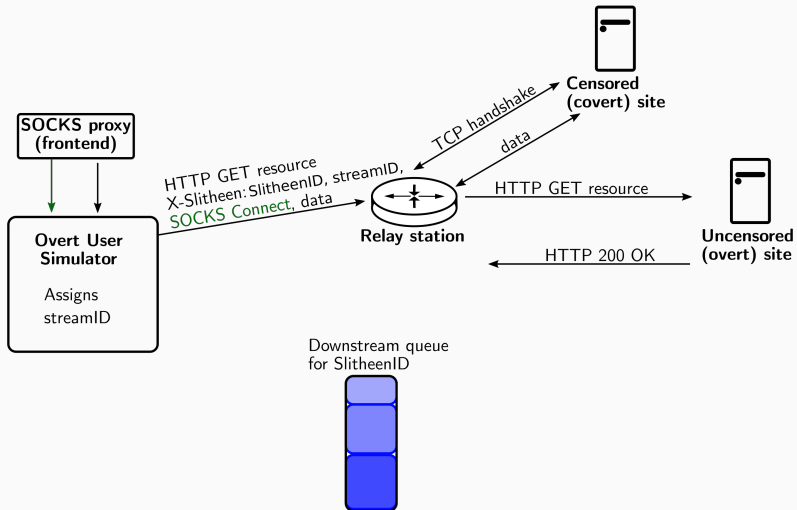 Censored
(covert) site
SOCKS proxy
(frontend)
TCP handshake
data
HTTP GET resource
X-Slitheen: SlitheenID, streamID,
SOCKS Connect, data
Relay station
HTTP GET resource
Uncensored
(overt) site
HTTP 200 OK
Overt User
Simulator
Assigns
streamID
Downstream queue
for SlitheenID